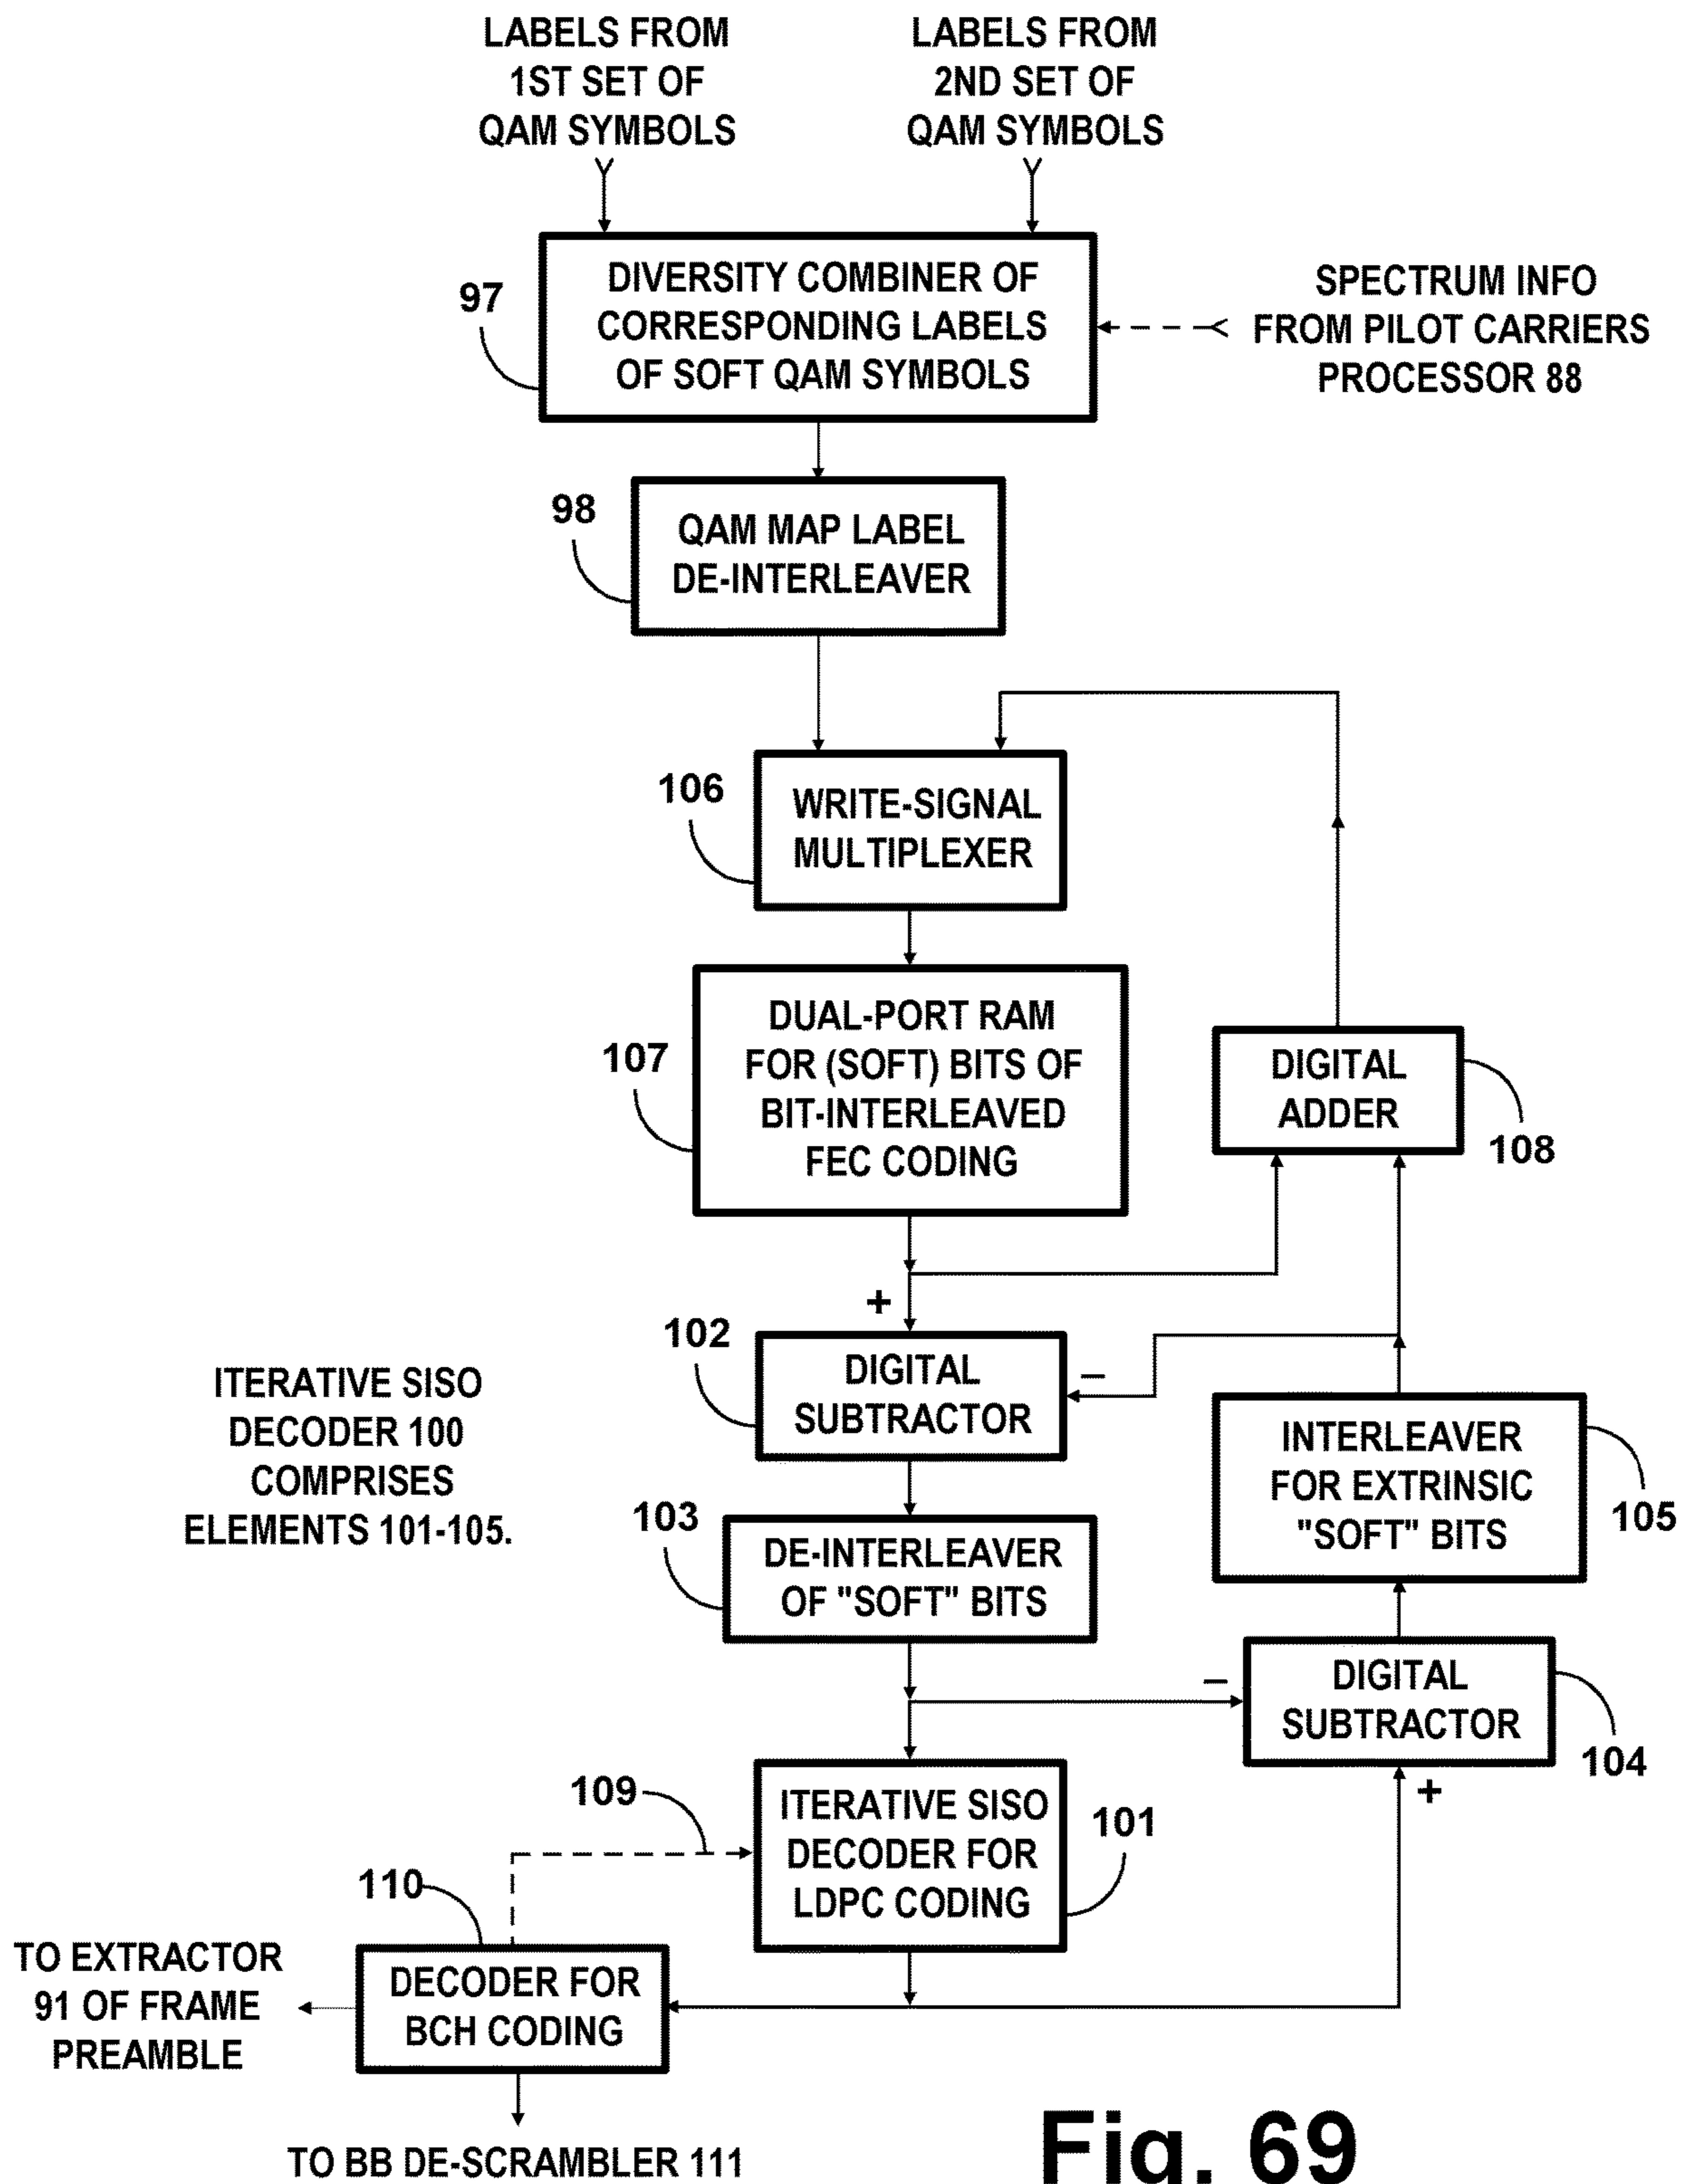 LABELS FROM
1ST SET OF
QAM SYMBOLS
LABELS FROM
2ND SET OF
QAM SYMBOLS
97
DIVERSITY COMBINER OF
CORRESPONDING LABELS
OF SOFT QAM SYMBOLS
SPECTRUM INFO
FROM PILOT CARRIERS
PROCESSOR 88
98
QAM MAP LABEL
DE-INTERLEAVER
106
WRITE-SIGNAL
MULTIPLEXER
107
DUAL-PORT RAM
FOR (SOFT) BITS OF
BIT-INTERLEAVED
FEC CODING
DIGITAL
ADDER
108
+
102
DIGITAL
SUBTRACTOR
−
ITERATIVE SISO
DECODER 100
COMPRISES
ELEMENTS 101-105.
INTERLEAVER
FOR EXTRINSIC
"SOFT" BITS
105
103
DE-INTERLEAVER
OF "SOFT" BITS
−
DIGITAL
SUBTRACTOR
104
+
109
ITERATIVE SISO
DECODER FOR
LDPC CODING
101
110
TO EXTRACTOR
91 OF FRAME
PREAMBLE
DECODER FOR
BCH CODING
TO BB DE-SCRAMBLER 111
Fig. 69